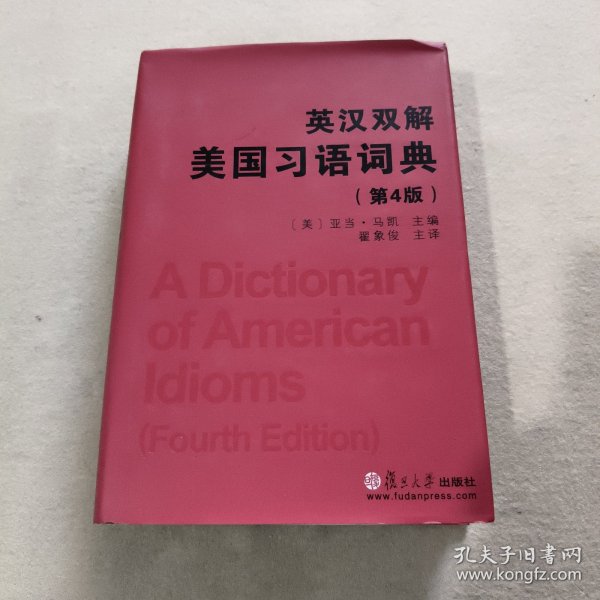 英汉双解
美国习语词典
（第4版）
〔美〕亚当·马凯 主编
翟象俊 主译
A Dictionary
of American
Idioms
(Fourth Edition)
復旦大學 出版社
www.fudanpress.com
孔夫子旧书网
www.kongfz.com